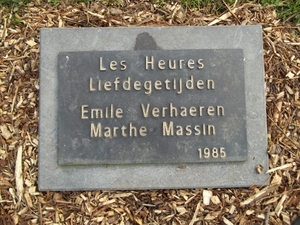 Les Heures
Liefdegetijden
Emile Verhaeren
Marthe Massin
1985